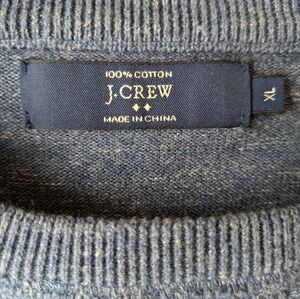 100% COTTON
J.CREW
MADE IN CHINA
XL